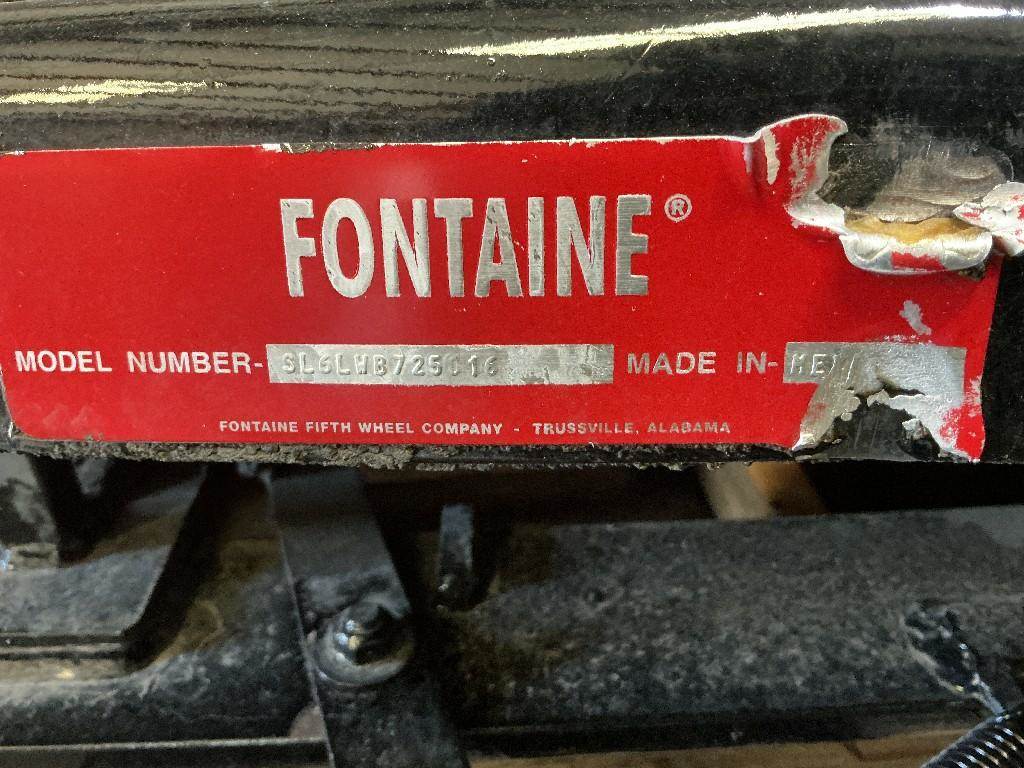 FONTAINE®
MODEL NUMBER- MADE IN-
FONTAINE FIFTH WHEEL COMPANY - TRUSSVILLE, ALABAMA